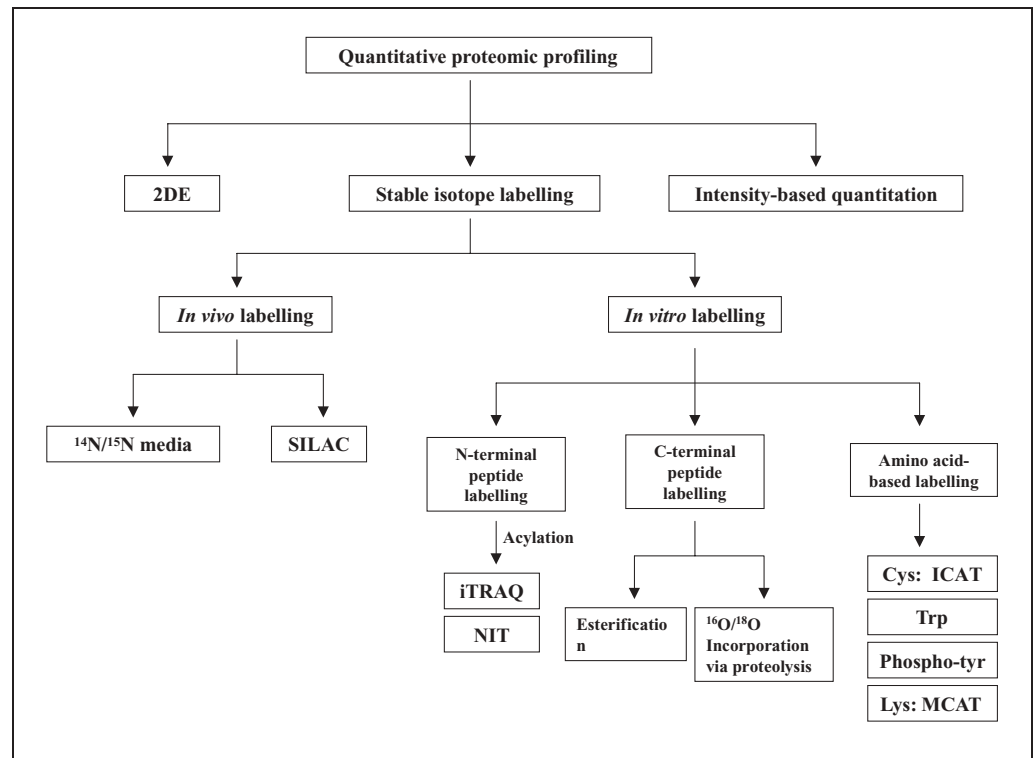 Quantitative proteomic profiling
2DE
Stable isotope labelling
Intensity-based quantitation
In vivo labelling
In vitro labelling
¹⁴N/¹⁵N media
SILAC
N-terminal
peptide
labelling
C-terminal
peptide
labelling
Amino acid-
based labelling
Acylation
iTRAQ
NIT
Esterificatio
n
¹⁶O/¹⁸O
Incorporation
via proteolysis
Cys: ICAT
Trp
Phospho-tyr
Lys: MCAT